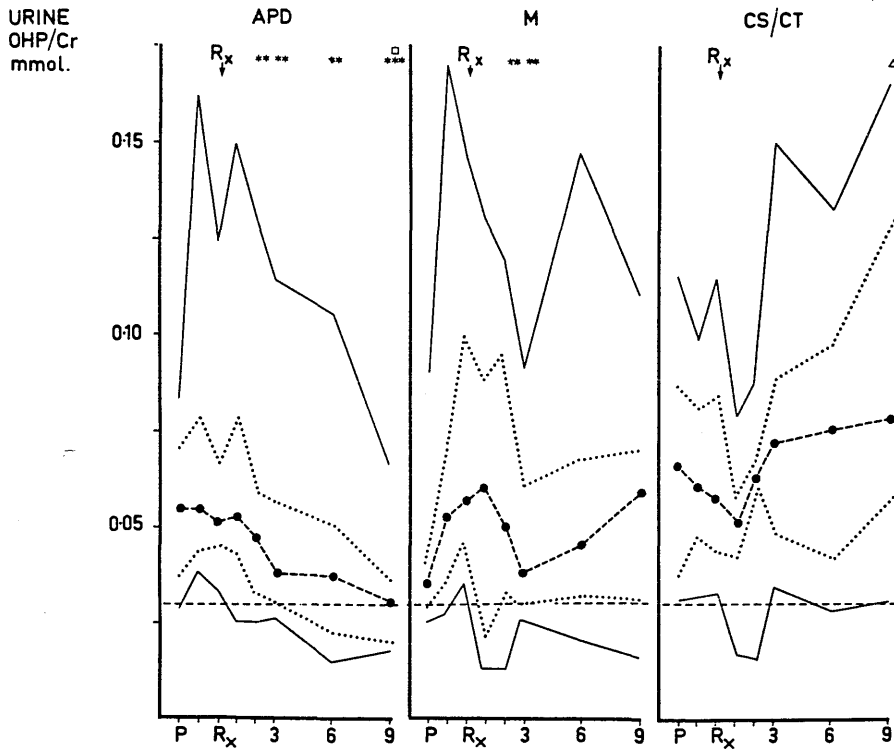 URINE
OHP/Cr
mmol.
APD
M
CS/CT
Rx
** **
**
***
Rx
** **
Rx
0·15
0·10
0·05
P Rx 3 6 9
P Rx 3 6 9
P Rx 3 6 9